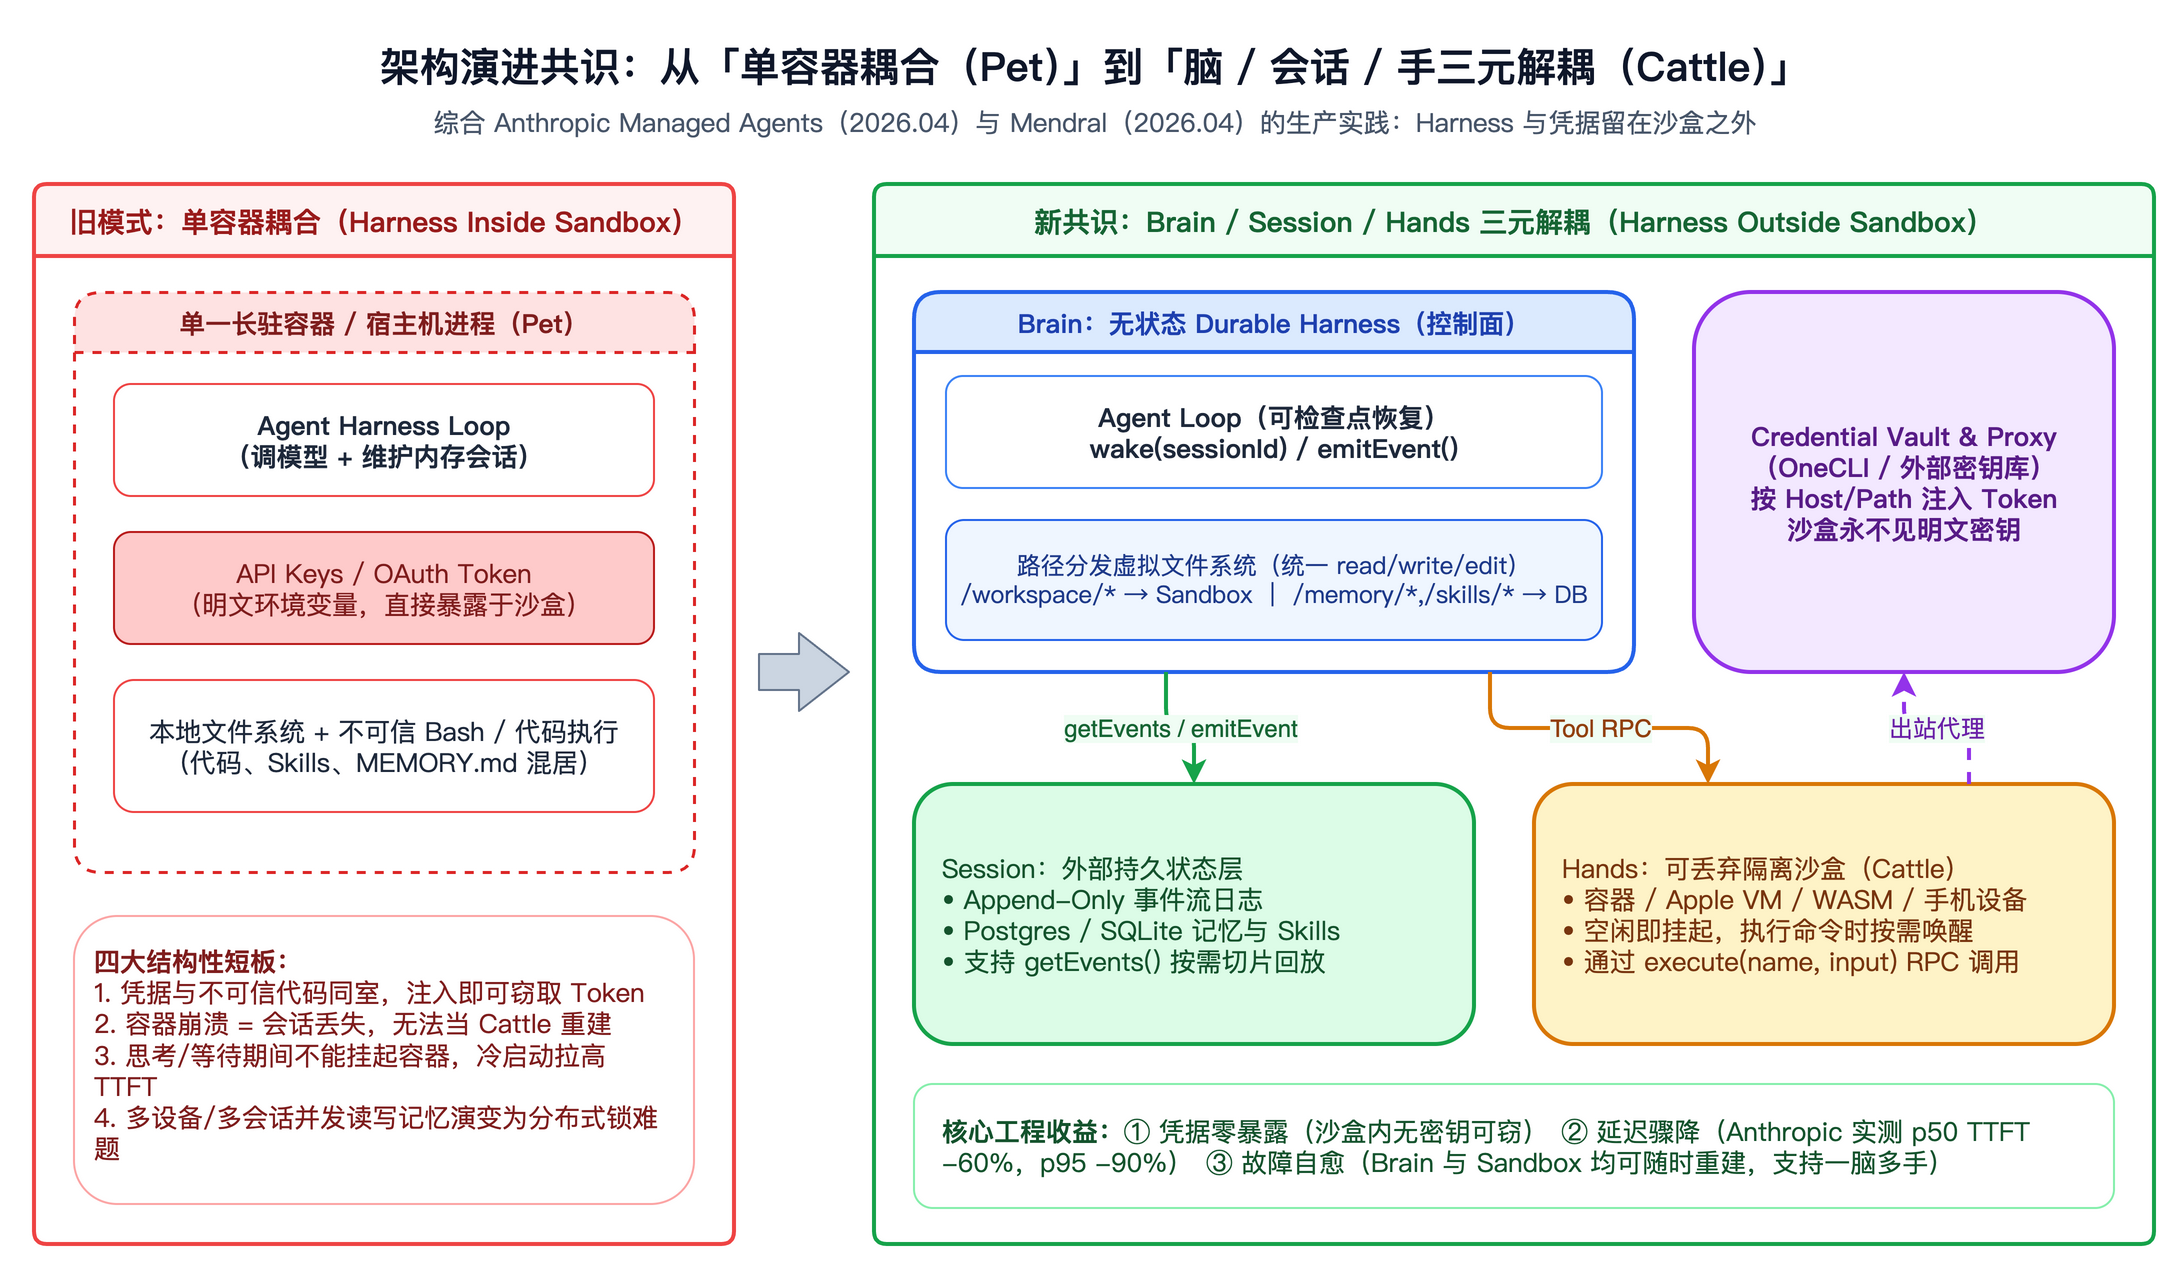 架构演进共识：从「单容器耦合（Pet）」到「脑 / 会话 / 手三元解耦（Cattle）」
综合 Anthropic Managed Agents（2026.04）与 Mendral（2026.04）的生产实践：Harness 与凭据留在沙盒之外
旧模式：单容器耦合（Harness Inside Sandbox）
单一长驻容器 / 宿主机进程（Pet）
Agent Harness Loop
（调模型 + 维护内存会话）
API Keys / OAuth Token
（明文环境变量，直接暴露于沙盒）
本地文件系统 + 不可信 Bash / 代码执行
（代码、Skills、MEMORY.md 混居）
四大结构性短板：
1. 凭据与不可信代码同室，注入即可窃取 Token
2. 容器崩溃 = 会话丢失，无法当 Cattle 重建
3. 思考/等待期间不能挂起容器，冷启动拉高
TTFT
4. 多设备/多会话并发读写记忆演变为分布式锁难
题
新共识：Brain / Session / Hands 三元解耦（Harness Outside Sandbox）
Brain：无状态 Durable Harness（控制面）
Agent Loop（可检查点恢复）
wake(sessionId) / emitEvent()
路径分发虚拟文件系统（统一 read/write/edit）
/workspace/* → Sandbox ｜ /memory/*,/skills/* → DB
Credential Vault & Proxy
（OneCLI / 外部密钥库）
按 Host/Path 注入 Token
沙盒永不见明文密钥
getEvents / emitEvent
Tool RPC
出站代理
Session：外部持久状态层
• Append-Only 事件流日志
• Postgres / SQLite 记忆与 Skills
• 支持 getEvents() 按需切片回放
Hands：可丢弃隔离沙盒（Cattle）
• 容器 / Apple VM / WASM / 手机设备
• 空闲即挂起，执行命令时按需唤醒
• 通过 execute(name, input) RPC 调用
核心工程收益：① 凭据零暴露（沙盒内无密钥可窃） ② 延迟骤降（Anthropic 实测 p50 TTFT
-60%，p95 -90%） ③ 故障自愈（Brain 与 Sandbox 均可随时重建，支持一脑多手）